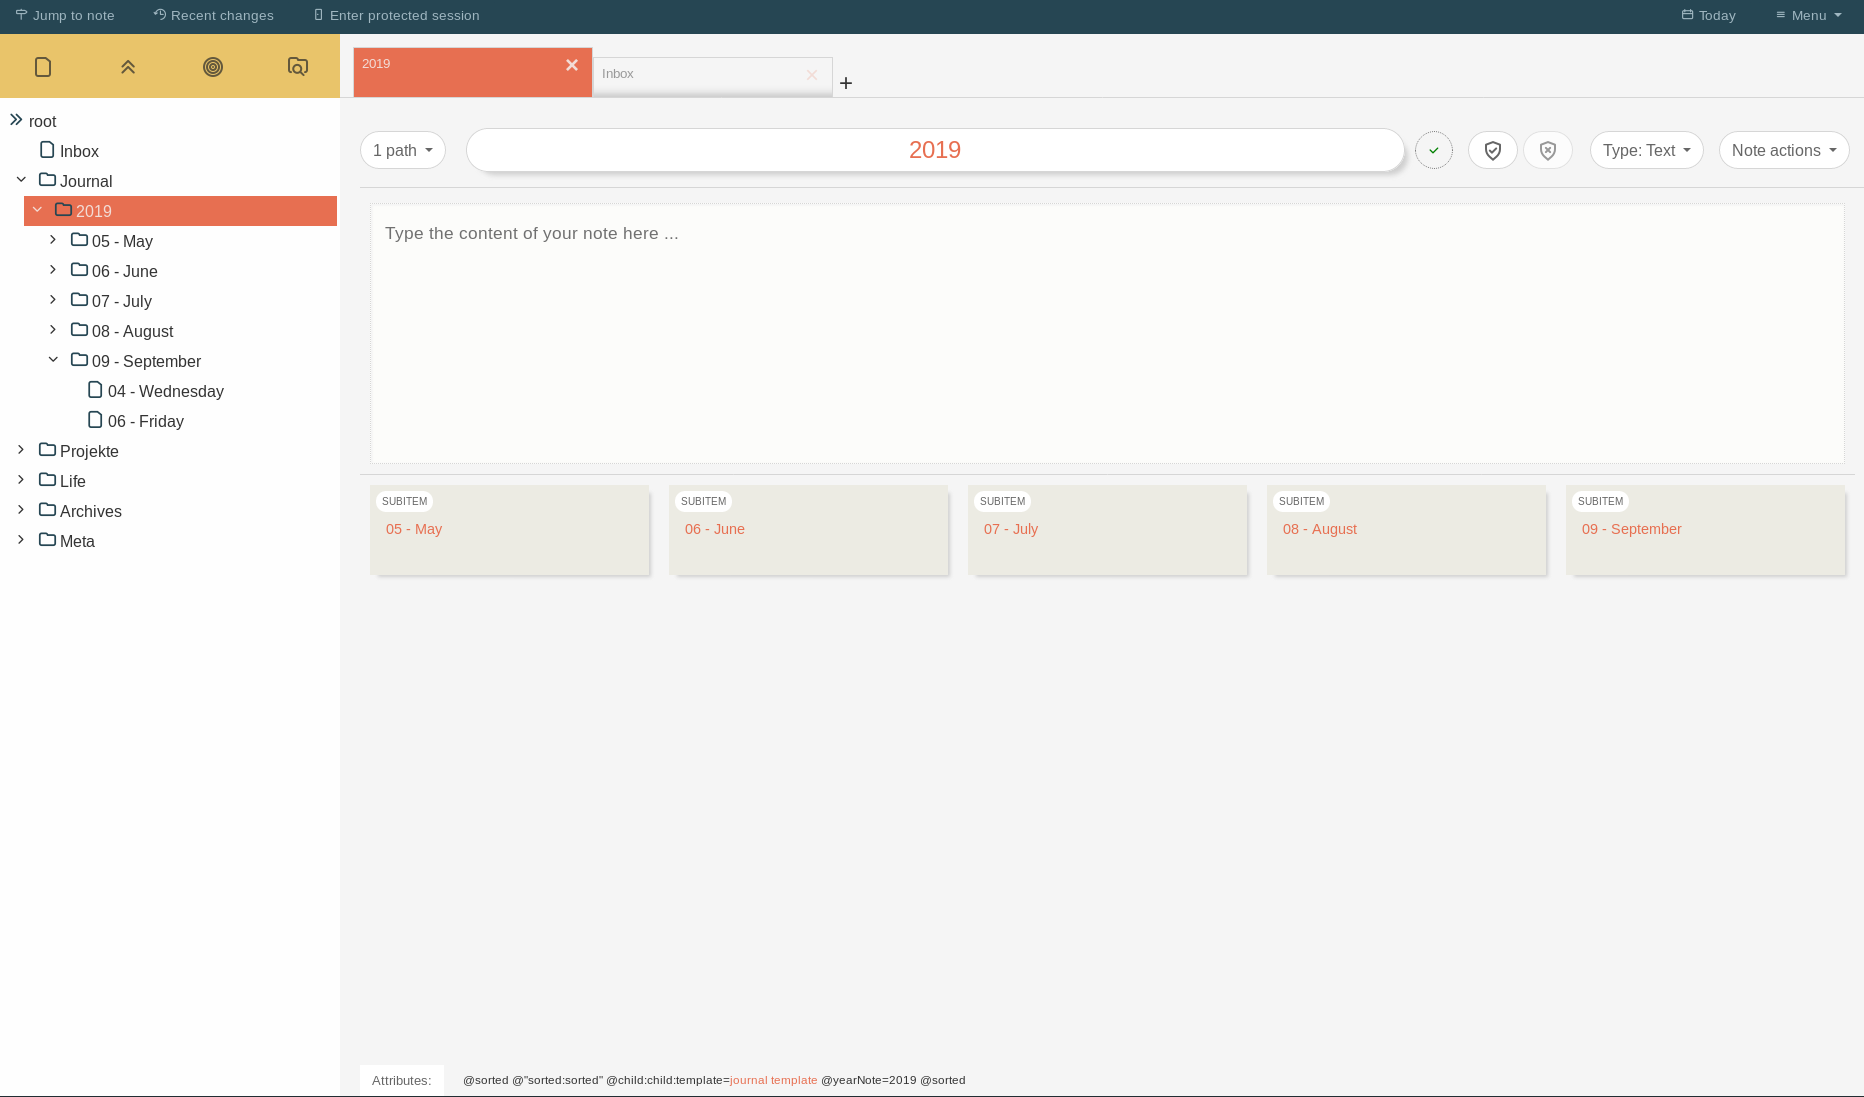 Jump to note Recent changes Enter protected session Today Menu
2019
Inbox
+
root
Inbox
Journal
2019
05 - May
06 - June
07 - July
08 - August
09 - September
04 - Wednesday
06 - Friday
Projekte
Life
Archives
Meta
1 path 2019 Type: Text Note actions
Type the content of your note here ...
SUBITEM SUBITEM SUBITEM SUBITEM SUBITEM
05 - May 06 - June 07 - July 08 - August 09 - September
Attributes: @sorted @"sorted:sorted" @child:child:template=journal template @yearNote=2019 @sorted